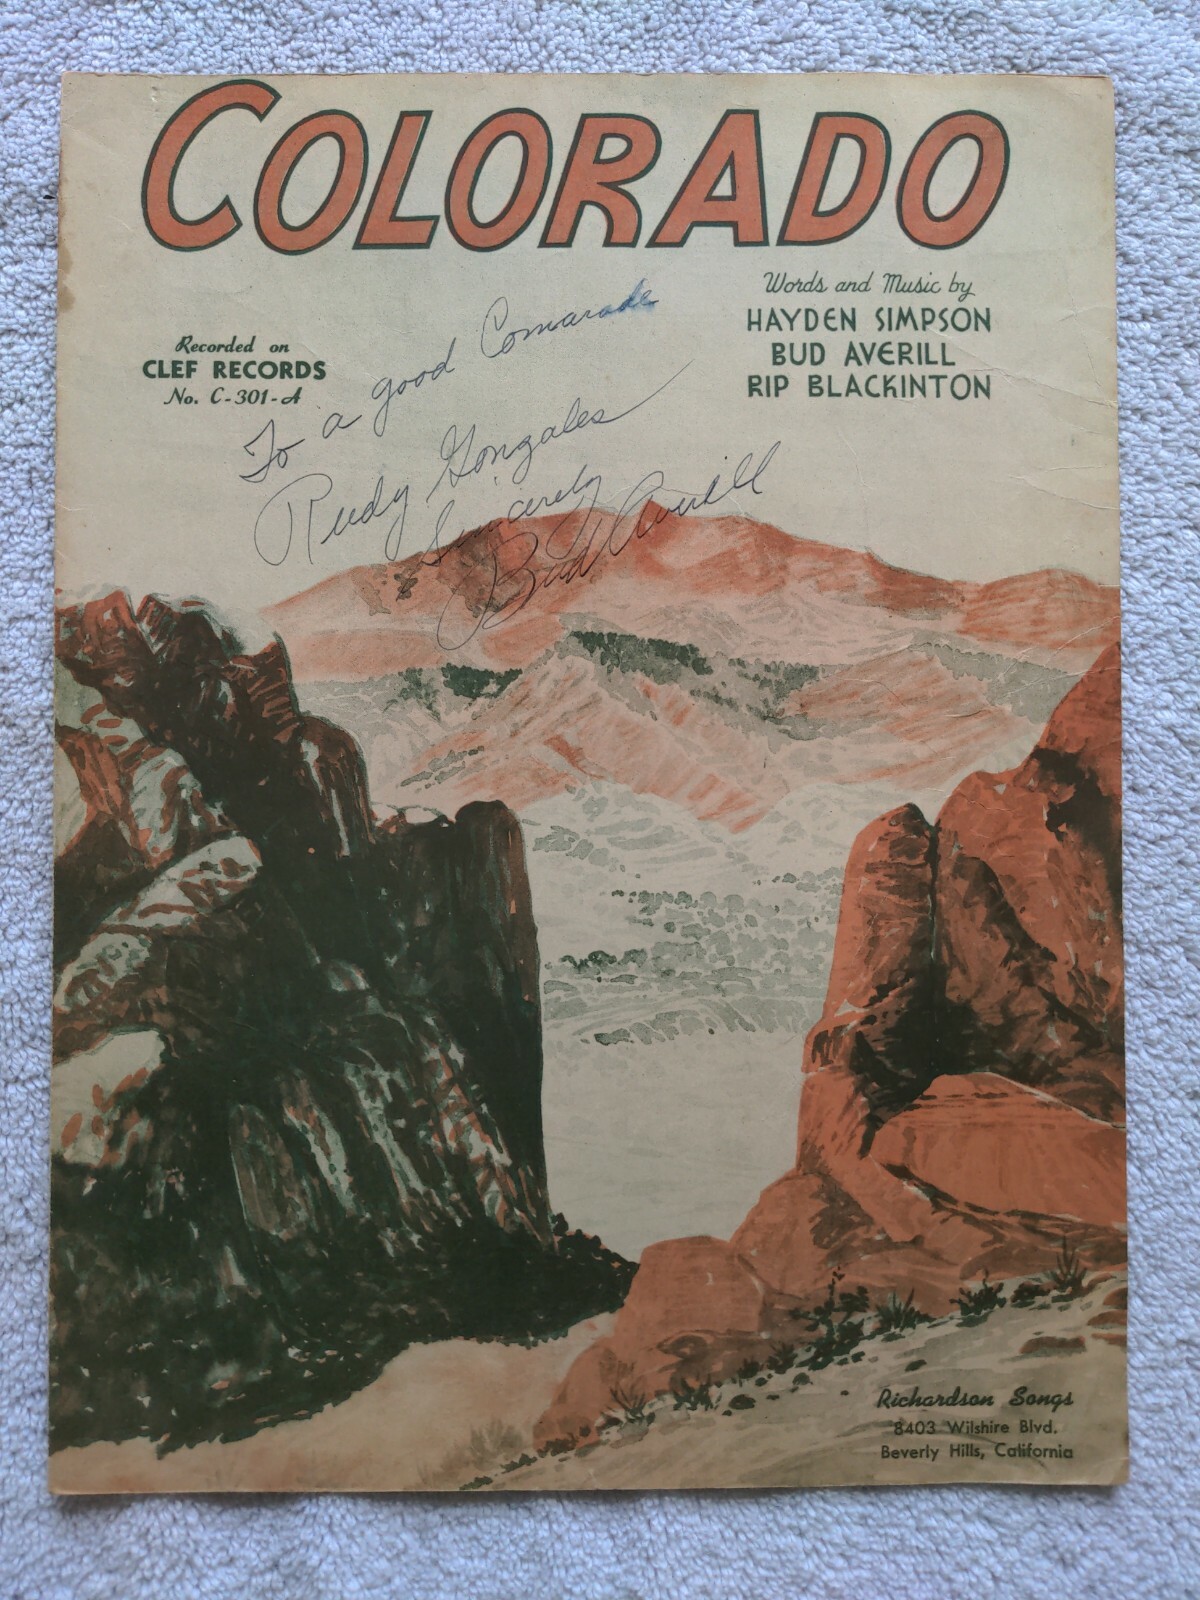 COLORADO
Words and Music by
HAYDEN SIMPSON
BUD AVERILL
RIP BLACKINTON
Recorded on
CLEF RECORDS
No. C-301-A
To a good Comarade
Rudy Gonzales
Sincerely
Bud Averill
Richardson Songs
8403 Wilshire Blvd.
Beverly Hills, California